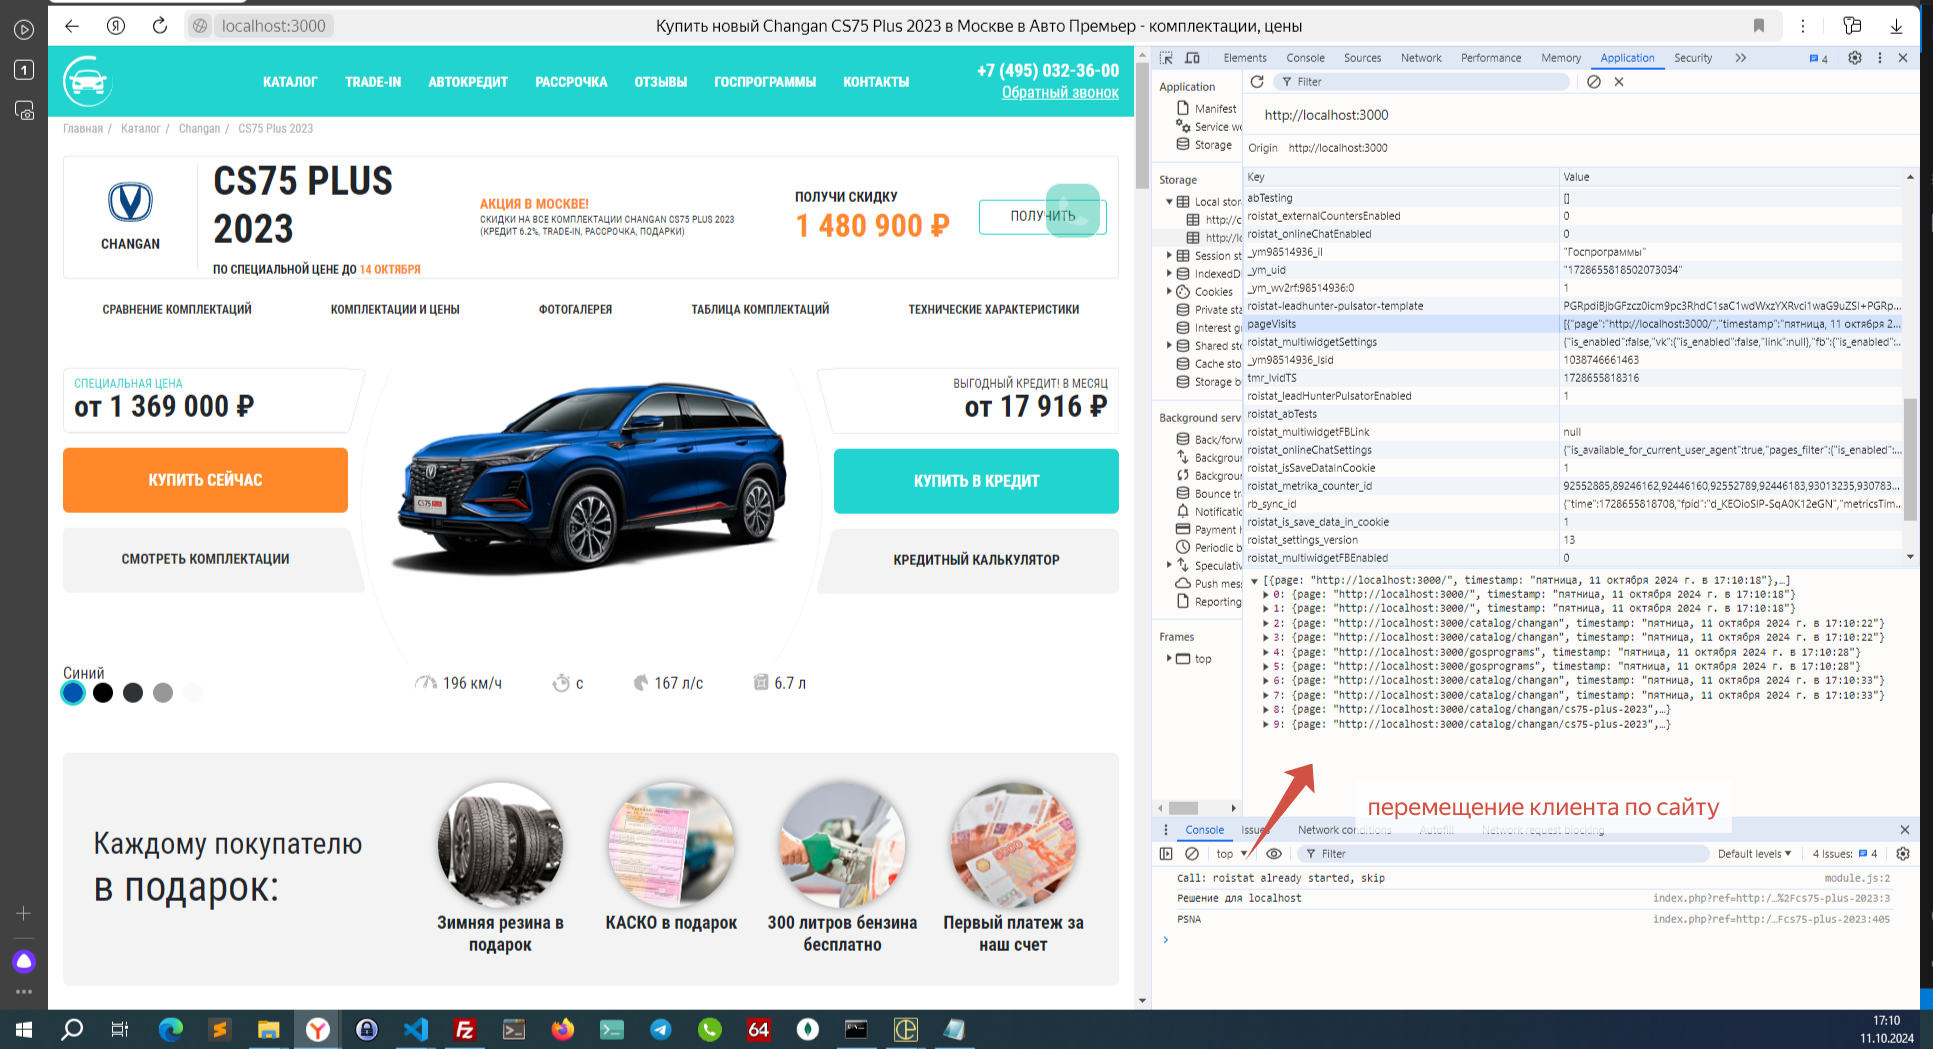 localhost:3000
Купить новый Changan CS75 Plus 2023 в Москве в Авто Премьер - комплектации, цены
1
КАТАЛОГ TRADE-IN АВТОКРЕДИТ РАССРОЧКА ОТЗЫВЫ ГОСПРОГРАММЫ КОНТАКТЫ
+7 (495) 032-36-00
Обратный звонок
Главная / Каталог / Changan / CS75 Plus 2023
CHANGAN
CS75 PLUS
2023
ПО СПЕЦИАЛЬНОЙ ЦЕНЕ ДО 14 ОКТЯБРЯ
АКЦИЯ В МОСКВЕ!
СКИДКИ НА ВСЕ КОМПЛЕКТАЦИИ CHANGAN CS75 PLUS 2023
(КРЕДИТ 6.2%, TRADE-IN, РАССРОЧКА, ПОДАРКИ)
ПОЛУЧИ СКИДКУ
1 480 900 ₽
ПОЛУЧИТЬ
СРАВНЕНИЕ КОМПЛЕКТАЦИЙ КОМПЛЕКТАЦИИ И ЦЕНЫ ФОТОГАЛЕРЕЯ ТАБЛИЦА КОМПЛЕКТАЦИЙ ТЕХНИЧЕСКИЕ ХАРАКТЕРИСТИКИ
СПЕЦИАЛЬНАЯ ЦЕНА
от 1 369 000 ₽
КУПИТЬ СЕЙЧАС
СМОТРЕТЬ КОМПЛЕКТАЦИИ
ВЫГОДНЫЙ КРЕДИТ! В МЕСЯЦ
от 17 916 ₽
КУПИТЬ В КРЕДИТ
КРЕДИТНЫЙ КАЛЬКУЛЯТОР
Синий
196 км/ч с 167 л/с 6.7 л
Каждому покупателю
в подарок:
Зимняя резина в
подарок
КАСКО в подарок
300 литров бензина
бесплатно
Первый платеж за
наш счет
Elements Console Sources Network Performance Memory Application Security 4
Application
Manifest
Service wo
Storage
Storage
Local stor
http://c
http://lo
Session st
IndexedD
Cookies
Private sta
Interest g
Shared sto
Cache sto
Storage b
Background serv
Back/forw
Backgrou
Backgrou
Bounce tr
Notificatio
Payment h
Periodic b
Speculativ
Push mes
Reporting
Frames
top
Filter
http://localhost:3000
Origin http://localhost:3000
Key Value
abTesting []
roistat_externalCountersEnabled 0
roistat_onlineChatEnabled 0
_ym98514936_il "Госпрограммы"
_ym_uid "1728655818502073034"
_ym_wv2rf:98514936:0 1
roistat-leadhunter-pulsator-template PGRpdiBjbGFzcz0icm9pc3RhdC1saC1wdWxzYXRvci1waG9uZSI+PGRp...
pageVisits [{"page":"http://localhost:3000/","timestamp":"пятница, 11 октября 2...
roistat_multiwidgetSettings {"is_enabled":false,"vk":{"is_enabled":false,"link":null},"fb":{"is_enabled":...
_ym98514936_lsid 1038746661463
tmr_lvidTS 1728655818316
roistat_leadHunterPulsatorEnabled 1
roistat_abTests
roistat_multiwidgetFBLink null
roistat_onlineChatSettings {"is_available_for_current_user_agent":true,"pages_filter":{"is_enabled":...
roistat_isSaveDataInCookie 1
roistat_metrika_counter_id 92552885,89246162,92446160,92552789,92446183,93013235,930783...
rb_sync_id {"time":1728655818708,"fpid":"d_KEOioSIP-SqA0K12eGN","metricsTim...
roistat_is_save_data_in_cookie 1
roistat_settings_version 13
roistat_multiwidgetFBEnabled 0
[{page: "http://localhost:3000/", timestamp: "пятница, 11 октября 2024 г. в 17:10:18"},…]
0: {page: "http://localhost:3000/", timestamp: "пятница, 11 октября 2024 г. в 17:10:18"}
1: {page: "http://localhost:3000/", timestamp: "пятница, 11 октября 2024 г. в 17:10:18"}
2: {page: "http://localhost:3000/catalog/changan", timestamp: "пятница, 11 октября 2024 г. в 17:10:22"}
3: {page: "http://localhost:3000/catalog/changan", timestamp: "пятница, 11 октября 2024 г. в 17:10:22"}
4: {page: "http://localhost:3000/gosprograms", timestamp: "пятница, 11 октября 2024 г. в 17:10:28"}
5: {page: "http://localhost:3000/gosprograms", timestamp: "пятница, 11 октября 2024 г. в 17:10:28"}
6: {page: "http://localhost:3000/catalog/changan", timestamp: "пятница, 11 октября 2024 г. в 17:10:33"}
7: {page: "http://localhost:3000/catalog/changan", timestamp: "пятница, 11 октября 2024 г. в 17:10:33"}
8: {page: "http://localhost:3000/catalog/changan/cs75-plus-2023",…}
9: {page: "http://localhost:3000/catalog/changan/cs75-plus-2023",…}
перемещение клиента по сайту
Console Issues Network conditions Autofill Network request blocking
top Filter Default levels 4 Issues: 4
Call: roistat already started, skip module.js:2
Решение для localhost index.php?ref=http:/…%2Fcs75-plus-2023:3
PSNA index.php?ref=http:/…Fcs75-plus-2023:405
64
17:10
11.10.2024